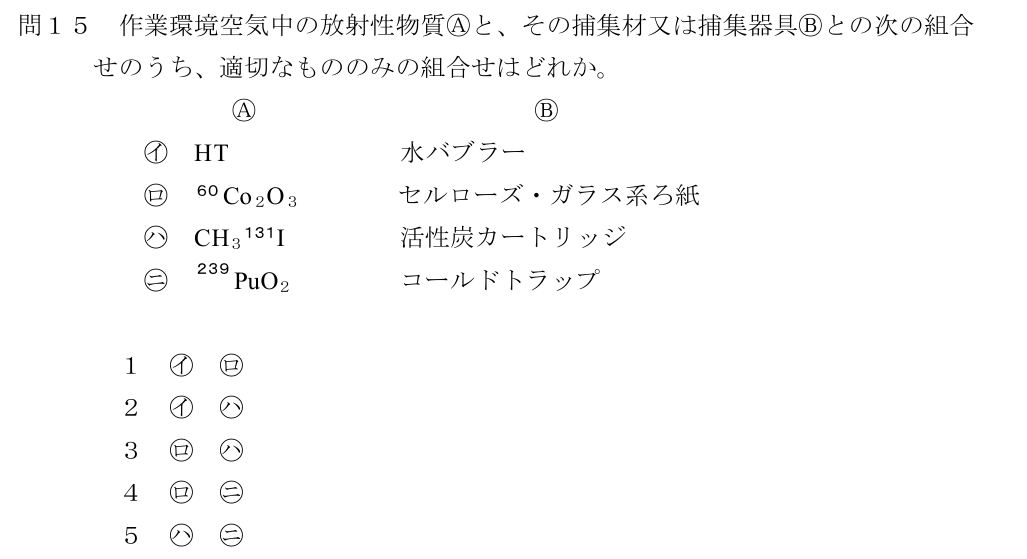 問１５　作業環境空気中の放射性物質Ⓐと、その捕集材又は捕集器具Ⓑとの次の組合
せのうち、適切なもののみの組合せはどれか。
Ⓐ　Ⓑ
㋑　HT　水バブラー
㋺　⁶⁰Co₂O₃　セルローズ・ガラス系ろ紙
㋩　CH₃¹³¹I　活性炭カートリッジ
㋥　²³⁹PuO₂　コールドトラップ
１　㋑　㋺
２　㋑　㋩
３　㋺　㋩
４　㋺　㋥
５　㋩　㋥